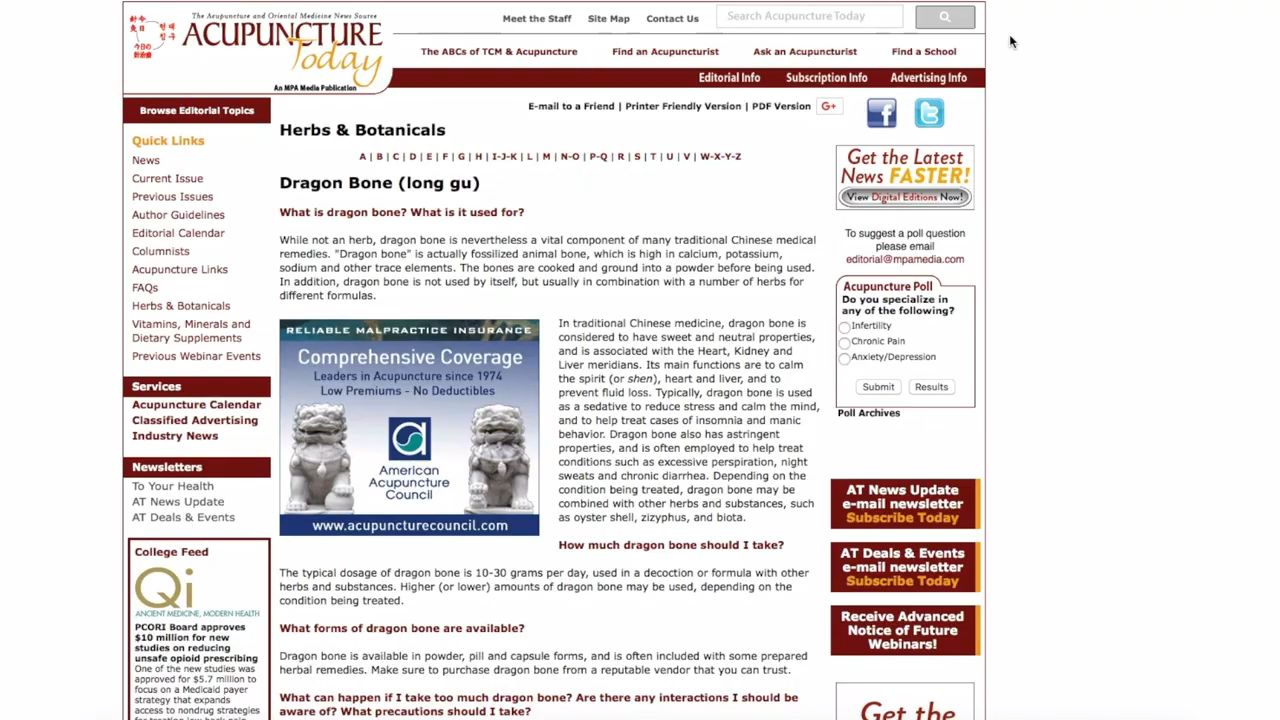 The Acupuncture and Oriental Medicine News Source
ACUPUNCTURE
Today
An MPA Media Publication
Meet the Staff Site Map Contact Us Search Acupuncture Today
The ABCs of TCM & Acupuncture Find an Acupuncturist Ask an Acupuncturist Find a School
Editorial Info Subscription Info Advertising Info
Browse Editorial Topics
Quick Links
News
Current Issue
Previous Issues
Author Guidelines
Editorial Calendar
Columnists
Acupuncture Links
FAQs
Herbs & Botanicals
Vitamins, Minerals and
Dietary Supplements
Previous Webinar Events
Services
Acupuncture Calendar
Classified Advertising
Industry News
Newsletters
To Your Health
AT News Update
AT Deals & Events
College Feed
Qi
ANCIENT MEDICINE, MODERN HEALTH
PCORI Board approves
$10 million for new
studies on reducing
unsafe opioid prescribing
One of the new studies was
approved for $5.7 million to
focus on a Medicaid payer
strategy that expands
access to nondrug strategies
for treating low back pain
E-mail to a Friend | Printer Friendly Version | PDF Version G+
Herbs & Botanicals
A | B | C | D | E | F | G | H | I-J-K | L | M | N-O | P-Q | R | S | T | U | V | W-X-Y-Z
Dragon Bone (long gu)
What is dragon bone? What is it used for?
While not an herb, dragon bone is nevertheless a vital component of many traditional Chinese medical
remedies. "Dragon bone" is actually fossilized animal bone, which is high in calcium, potassium,
sodium and other trace elements. The bones are cooked and ground into a powder before being used.
In addition, dragon bone is not used by itself, but usually in combination with a number of herbs for
different formulas.
RELIABLE MALPRACTICE INSURANCE
Comprehensive Coverage
Leaders in Acupuncture since 1974
Low Premiums - No Deductibles
American
Acupuncture
Council
www.acupuncturecouncil.com
In traditional Chinese medicine, dragon bone is
considered to have sweet and neutral properties,
and is associated with the Heart, Kidney and
Liver meridians. Its main functions are to calm
the spirit (or shen), heart and liver, and to
prevent fluid loss. Typically, dragon bone is used
as a sedative to reduce stress and calm the mind,
and to help treat cases of insomnia and manic
behavior. Dragon bone also has astringent
properties, and is often employed to help treat
conditions such as excessive perspiration, night
sweats and chronic diarrhea. Depending on the
condition being treated, dragon bone may be
combined with other herbs and substances, such
as oyster shell, zizyphus, and biota.
How much dragon bone should I take?
The typical dosage of dragon bone is 10-30 grams per day, used in a decoction or formula with other
herbs and substances. Higher (or lower) amounts of dragon bone may be used, depending on the
condition being treated.
What forms of dragon bone are available?
Dragon bone is available in powder, pill and capsule forms, and is often included with some prepared
herbal remedies. Make sure to purchase dragon bone from a reputable vendor that you can trust.
What can happen if I take too much dragon bone? Are there any interactions I should be
aware of? What precautions should I take?
Get the Latest
News FASTER!
View Digital Editions Now!
To suggest a poll question
please email
editorial@mpamedia.com
Acupuncture Poll
Do you specialize in
any of the following?
Infertility
Chronic Pain
Anxiety/Depression
Submit Results
Poll Archives
AT News Update
e-mail newsletter
Subscribe Today
AT Deals & Events
e-mail newsletter
Subscribe Today
Receive Advanced
Notice of Future
Webinars!
Get the